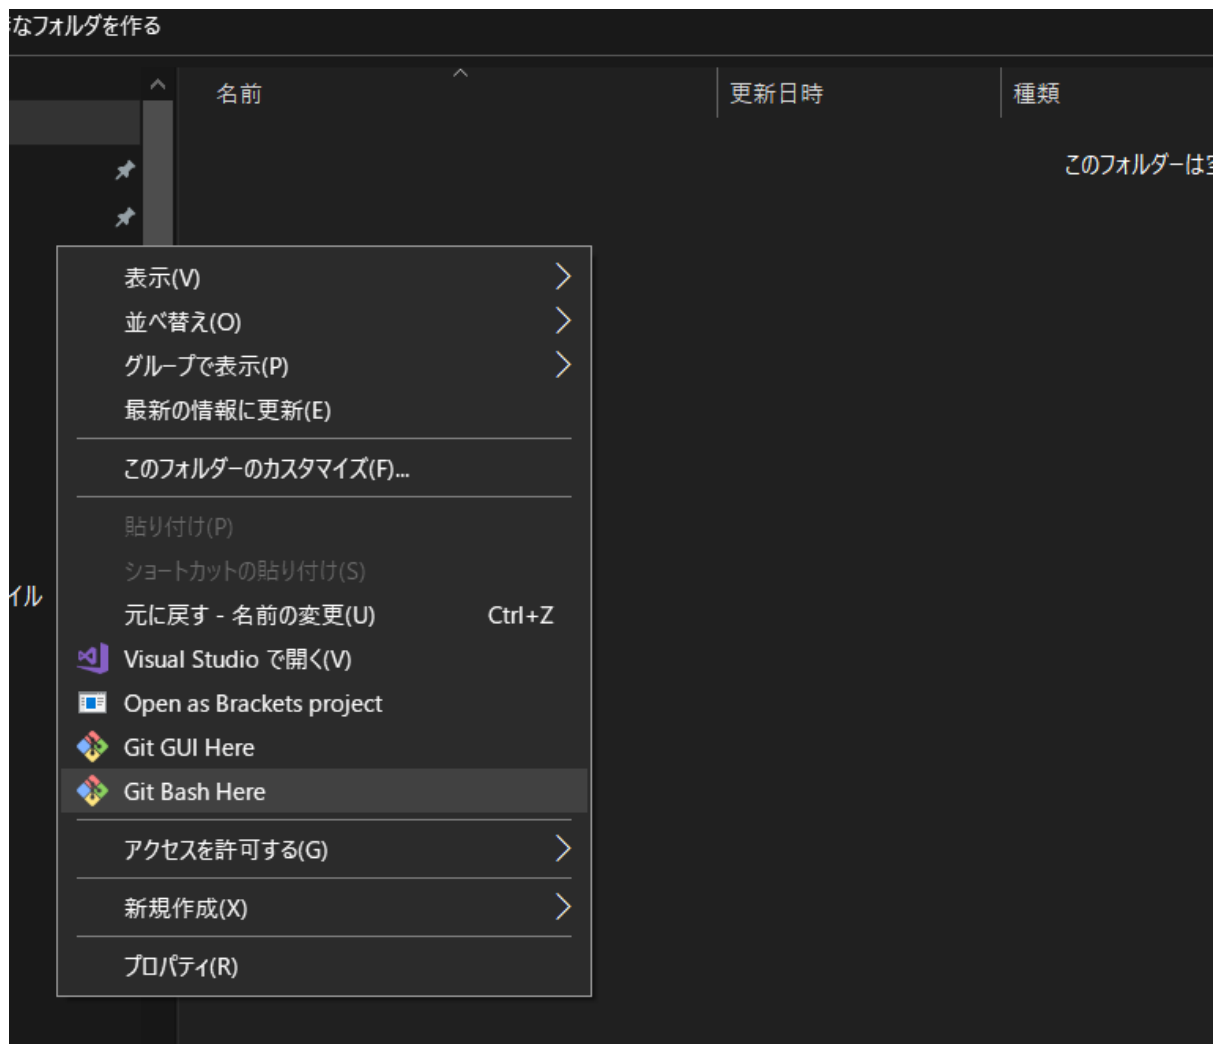 なフォルダを作る
名前
更新日時
種類
このフォルダーは
イル
表示(V)
並べ替え(O)
グループで表示(P)
最新の情報に更新(E)
このフォルダーのカスタマイズ(F)...
貼り付け(P)
ショートカットの貼り付け(S)
元に戻す - 名前の変更(U) Ctrl+Z
Visual Studio で開く(V)
Open as Brackets project
Git GUI Here
Git Bash Here
アクセスを許可する(G)
新規作成(X)
プロパティ(R)